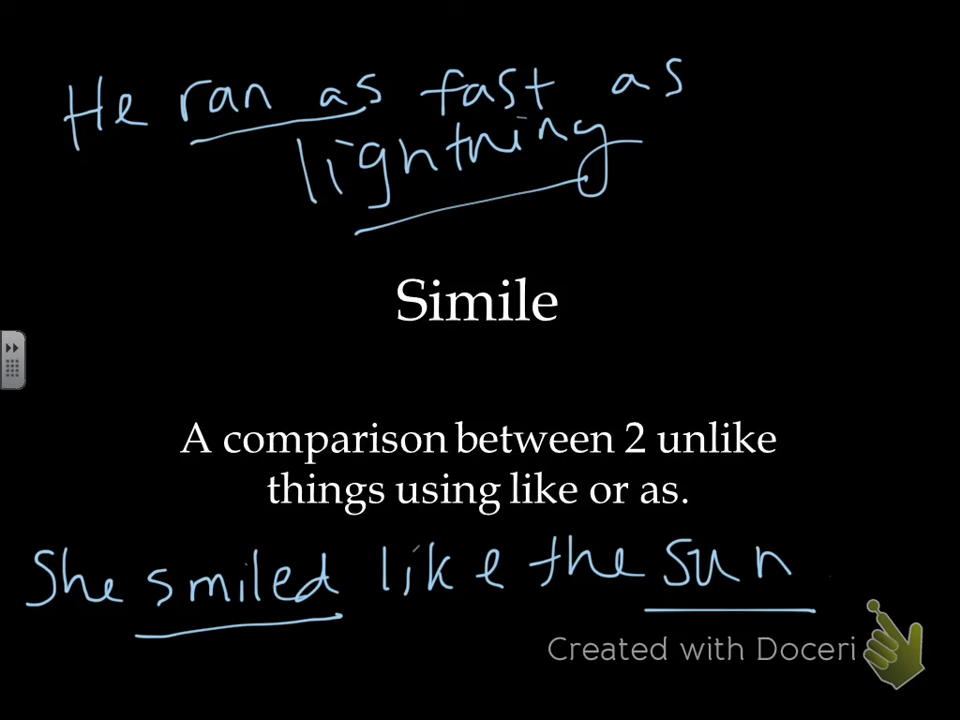 He ran as fast as
lightning
Simile
A comparison between 2 unlike
things using like or as.
She smiled like the sun
Created with Doceri